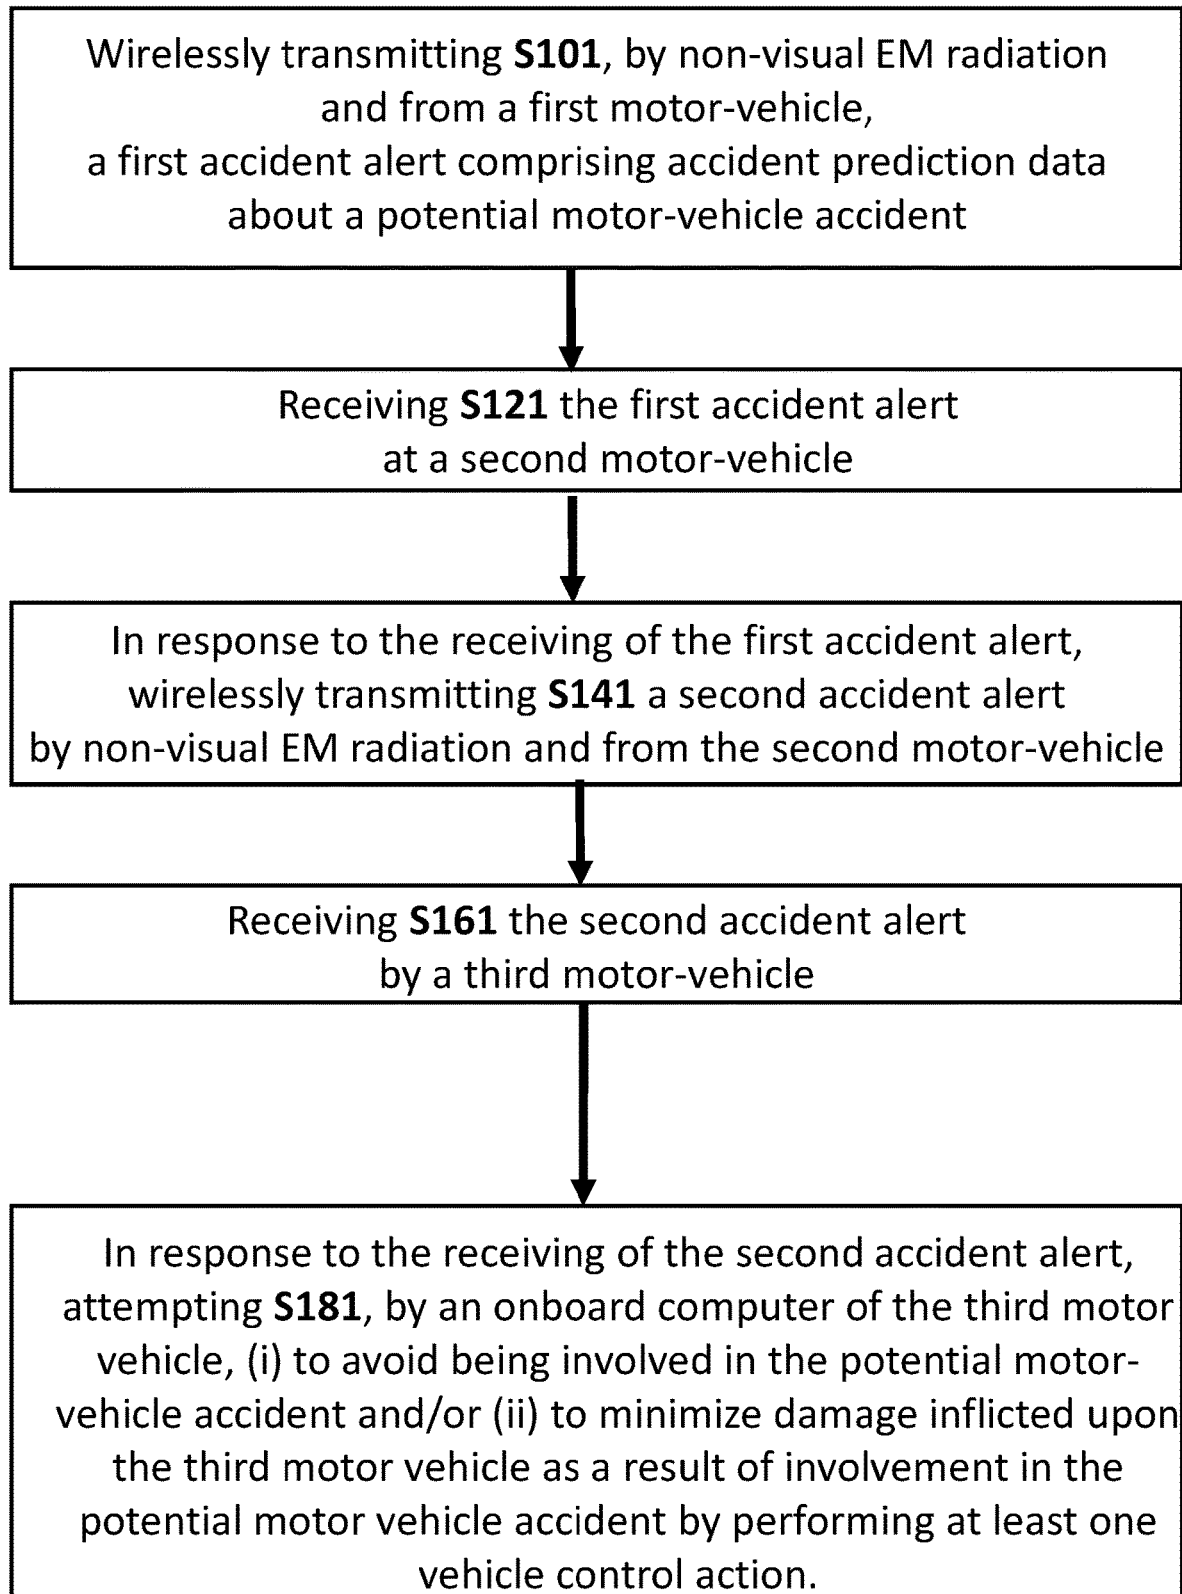 Wirelessly transmitting S101, by non-visual EM radiation
and from a first motor-vehicle,
a first accident alert comprising accident prediction data
about a potential motor-vehicle accident
Receiving S121 the first accident alert
at a second motor-vehicle
In response to the receiving of the first accident alert,
wirelessly transmitting S141 a second accident alert
by non-visual EM radiation and from the second motor-vehicle
Receiving S161 the second accident alert
by a third motor-vehicle
In response to the receiving of the second accident alert,
attempting S181, by an onboard computer of the third motor
vehicle, (i) to avoid being involved in the potential motor-
vehicle accident and/or (ii) to minimize damage inflicted upon
the third motor vehicle as a result of involvement in the
potential motor vehicle accident by performing at least one
vehicle control action.